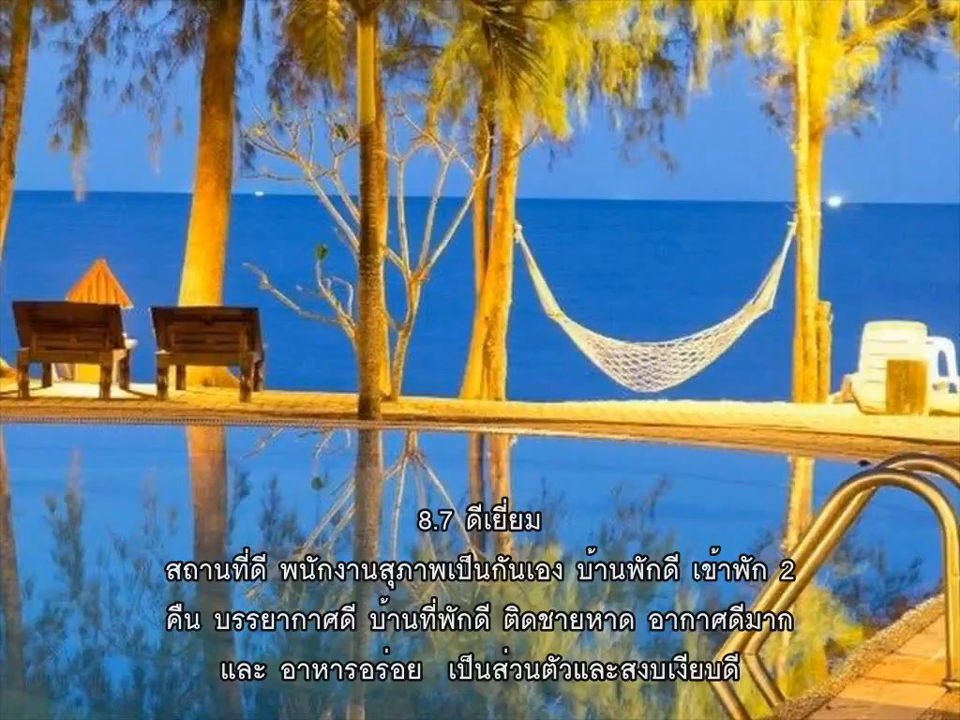 8.7 ดีเยี่ยม
สถานที่ดี พนักงานสุภาพเป็นกันเอง บ้านพักดี เข้าพัก 2
คืน บรรยากาศดี บ้านที่พักดี ติดชายหาด อากาศดีมาก
และ อาหารอร่อย เป็นส่วนตัวและสงบเงียบดี